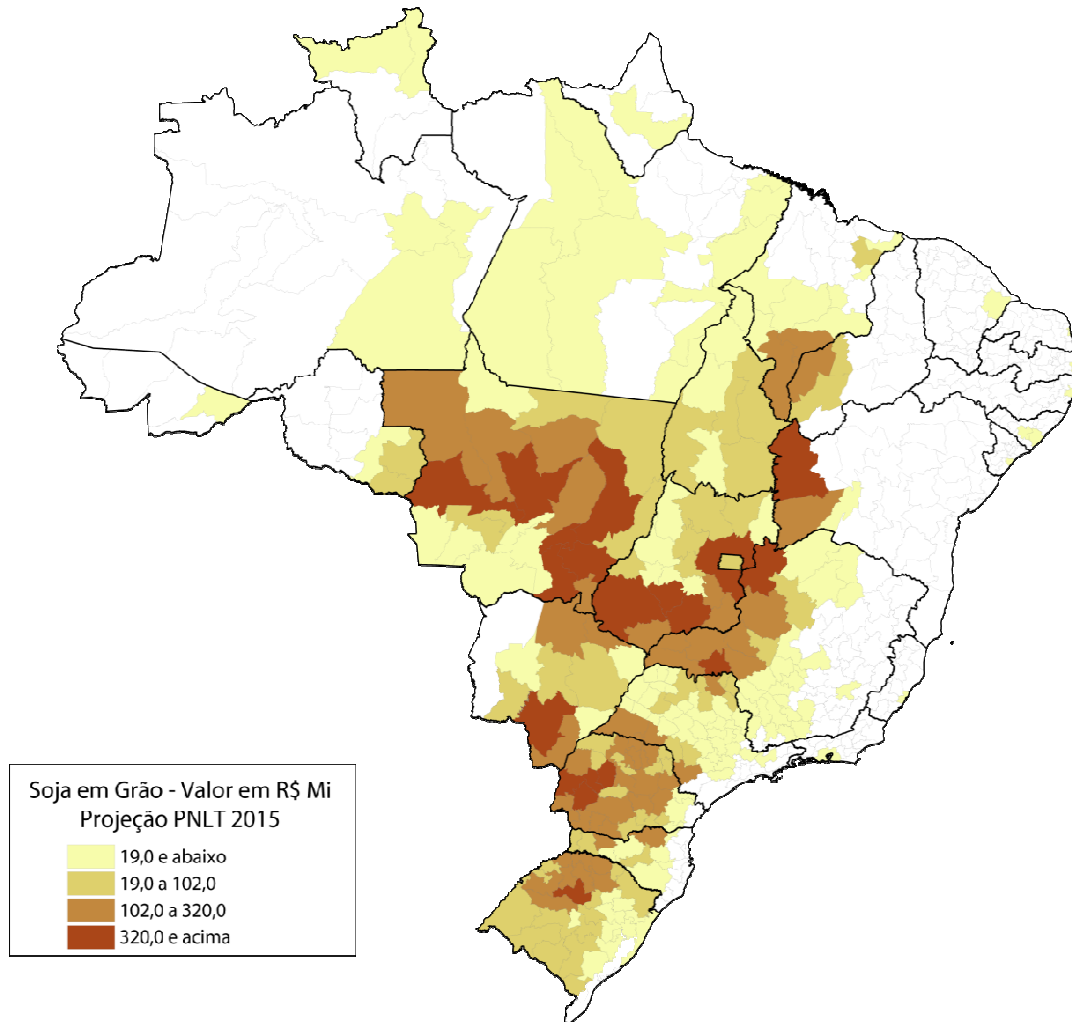 Soja em Grão - Valor em R$ Mi
Projeção PNLT 2015
19,0 e abaixo
19,0 a 102,0
102,0 a 320,0
320,0 e acima